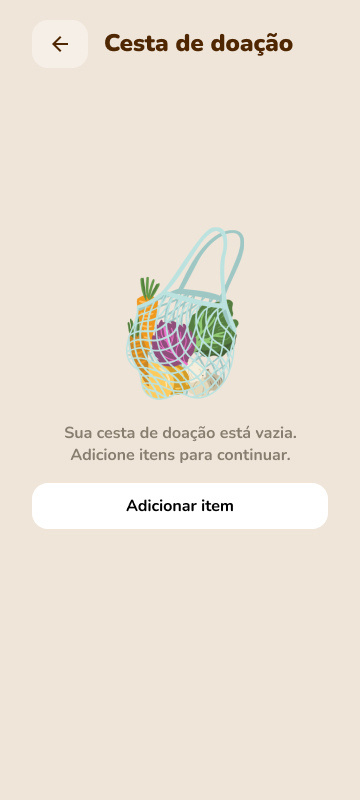 Cesta de doação
Sua cesta de doação está vazia.
Adicione itens para continuar.
Adicionar item